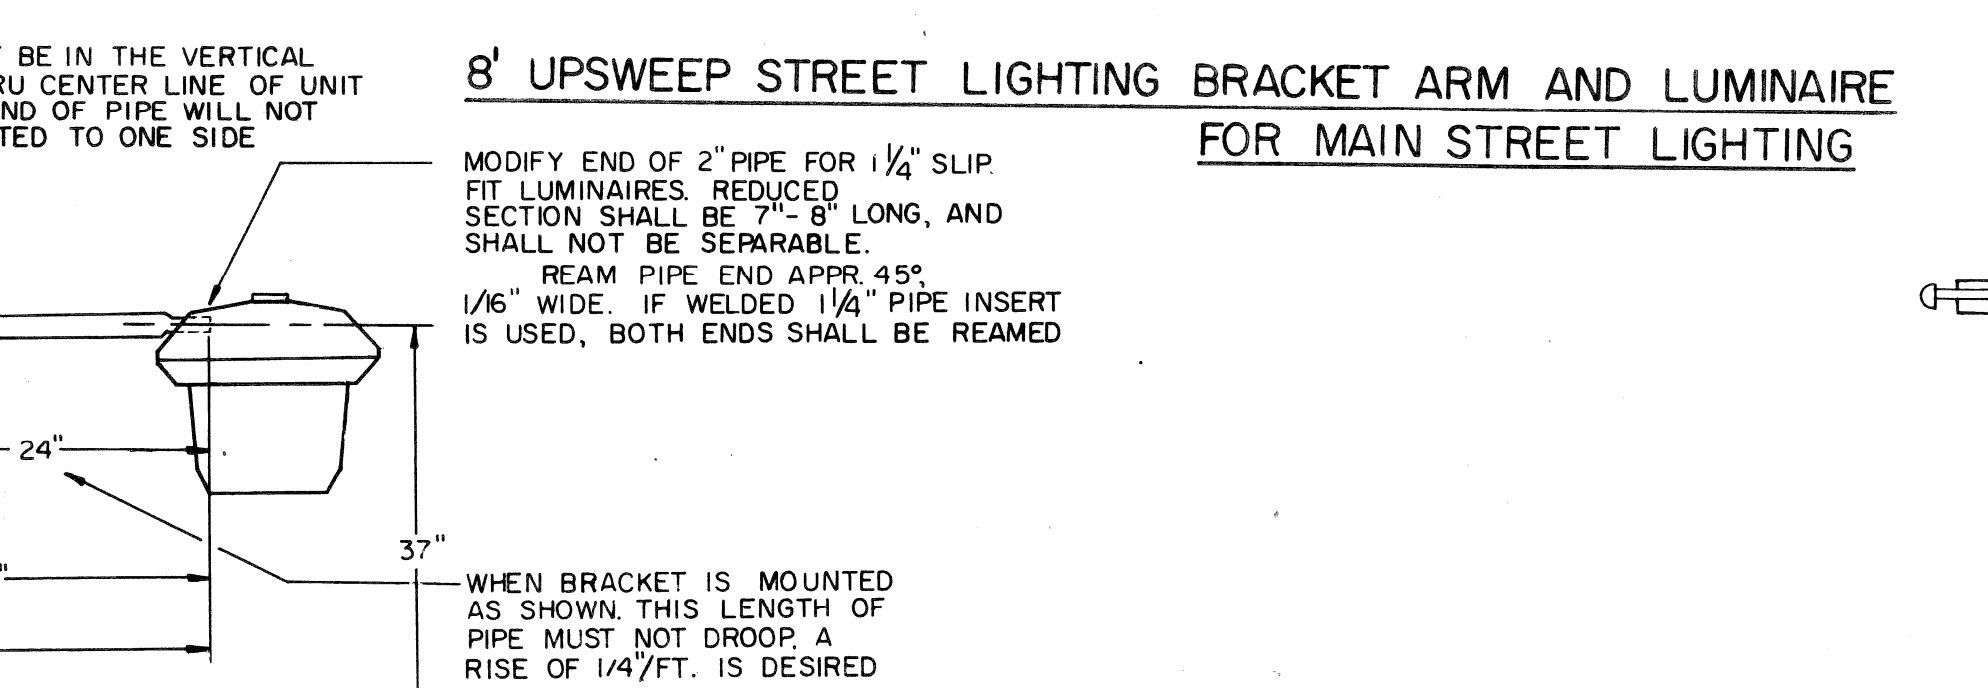 BE IN THE VERTICAL
RU CENTER LINE OF UNIT
ND OF PIPE WILL NOT
TED TO ONE SIDE
8' UPSWEEP STREET LIGHTING BRACKET ARM AND LUMINAIRE
FOR MAIN STREET LIGHTING
MODIFY END OF 2" PIPE FOR 1 1/4" SLIP
FIT LUMINAIRES. REDUCED
SECTION SHALL BE 7"- 8" LONG, AND
SHALL NOT BE SEPARABLE.
REAM PIPE END APPR. 45°,
1/16" WIDE. IF WELDED 1 1/4" PIPE INSERT
IS USED, BOTH ENDS SHALL BE REAMED
24"
37"
WHEN BRACKET IS MOUNTED
AS SHOWN. THIS LENGTH OF
PIPE MUST NOT DROOP. A
RISE OF 1/4"/FT. IS DESIRED